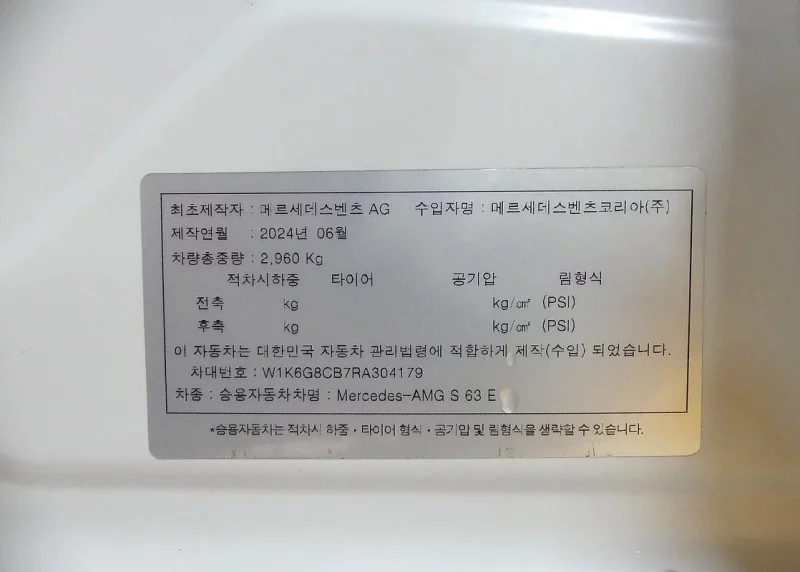 최초제작자 : 메르세데스벤츠 AG 수입자명 : 메르세데스벤츠코리아(주)
제작연월 : 2024년 06월
차량총중량 : 2,960 Kg
적차시하중 타이어 공기압 림형식
전축 kg kg/㎠ (PSI)
후축 kg kg/㎠ (PSI)
이 자동차는 대한민국 자동차 관리법령에 적합하게 제작(수입) 되었습니다.
차대번호 : W1K6G8CB7RA304179
차종 : 승용자동차차명 : Mercedes-AMG S 63 E
*승용자동차는 적차시 하중·타이어 형식·공기압 및 림형식을 생략할 수 있습니다.